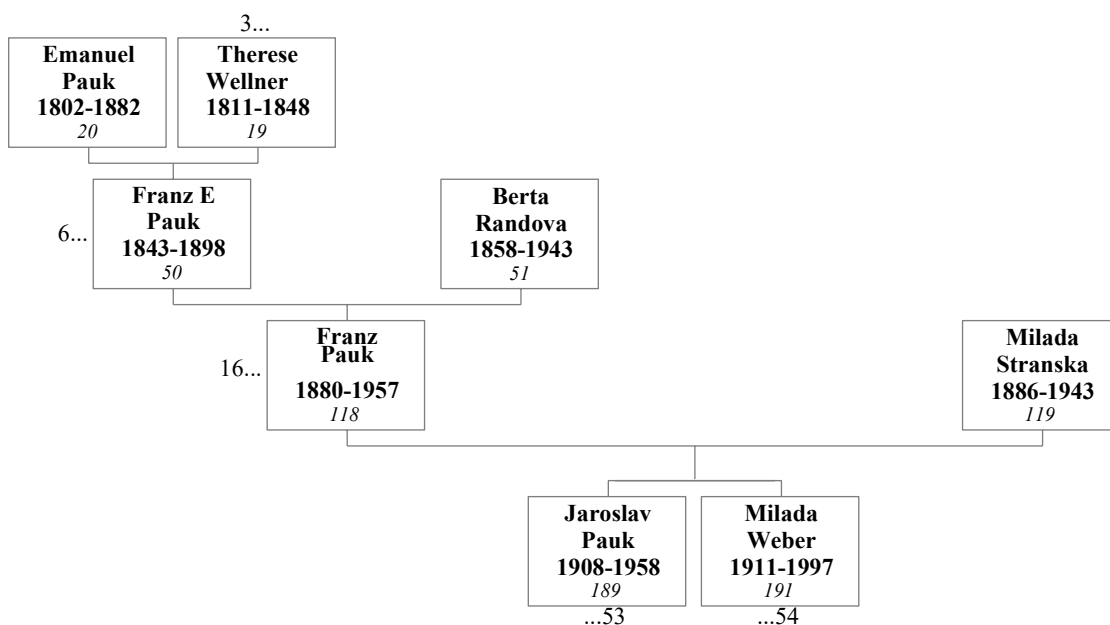 3...
Emanuel
Pauk
1802-1882
20
Therese
Wellner
1811-1848
19
6...
Franz E
Pauk
1843-1898
50
Berta
Randova
1858-1943
51
16...
Franz
Pauk
1880-1957
118
Milada
Stranska
1886-1943
119
Jaroslav
Pauk
1908-1958
189
...53
Milada
Weber
1911-1997
191
...54